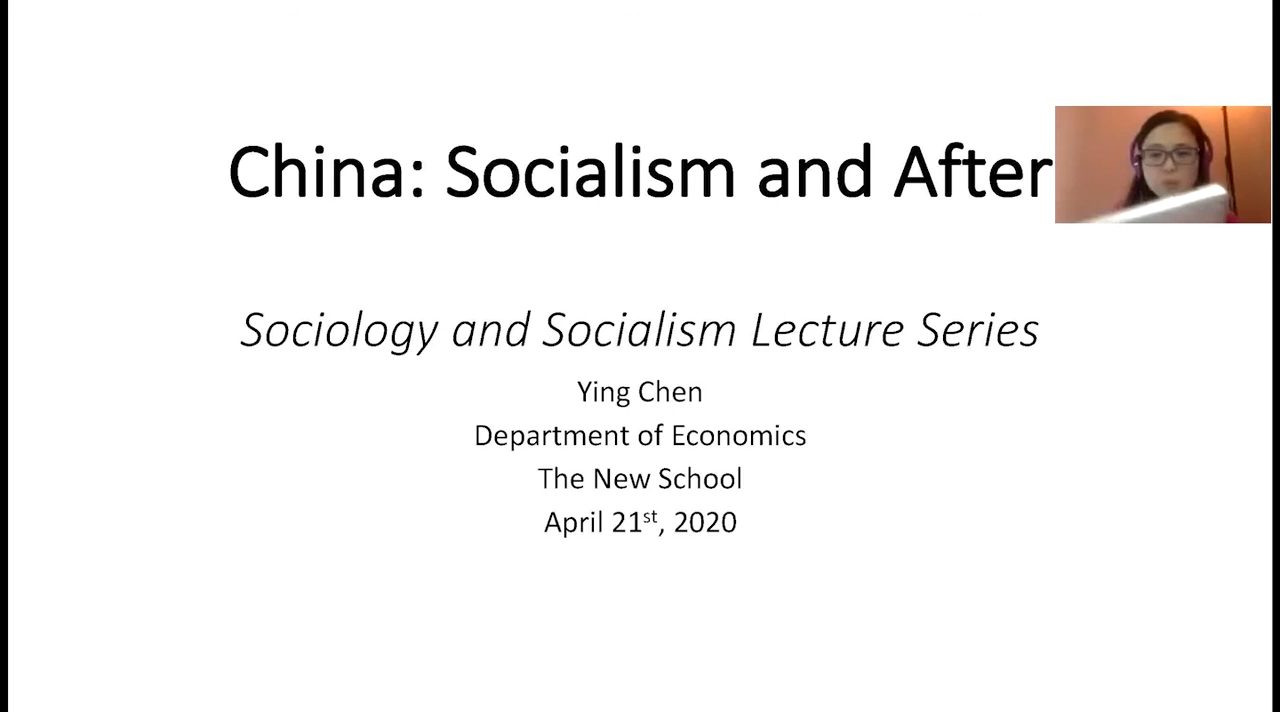 China: Socialism and After
Sociology and Socialism Lecture Series
Ying Chen
Department of Economics
The New School
April 21st, 2020